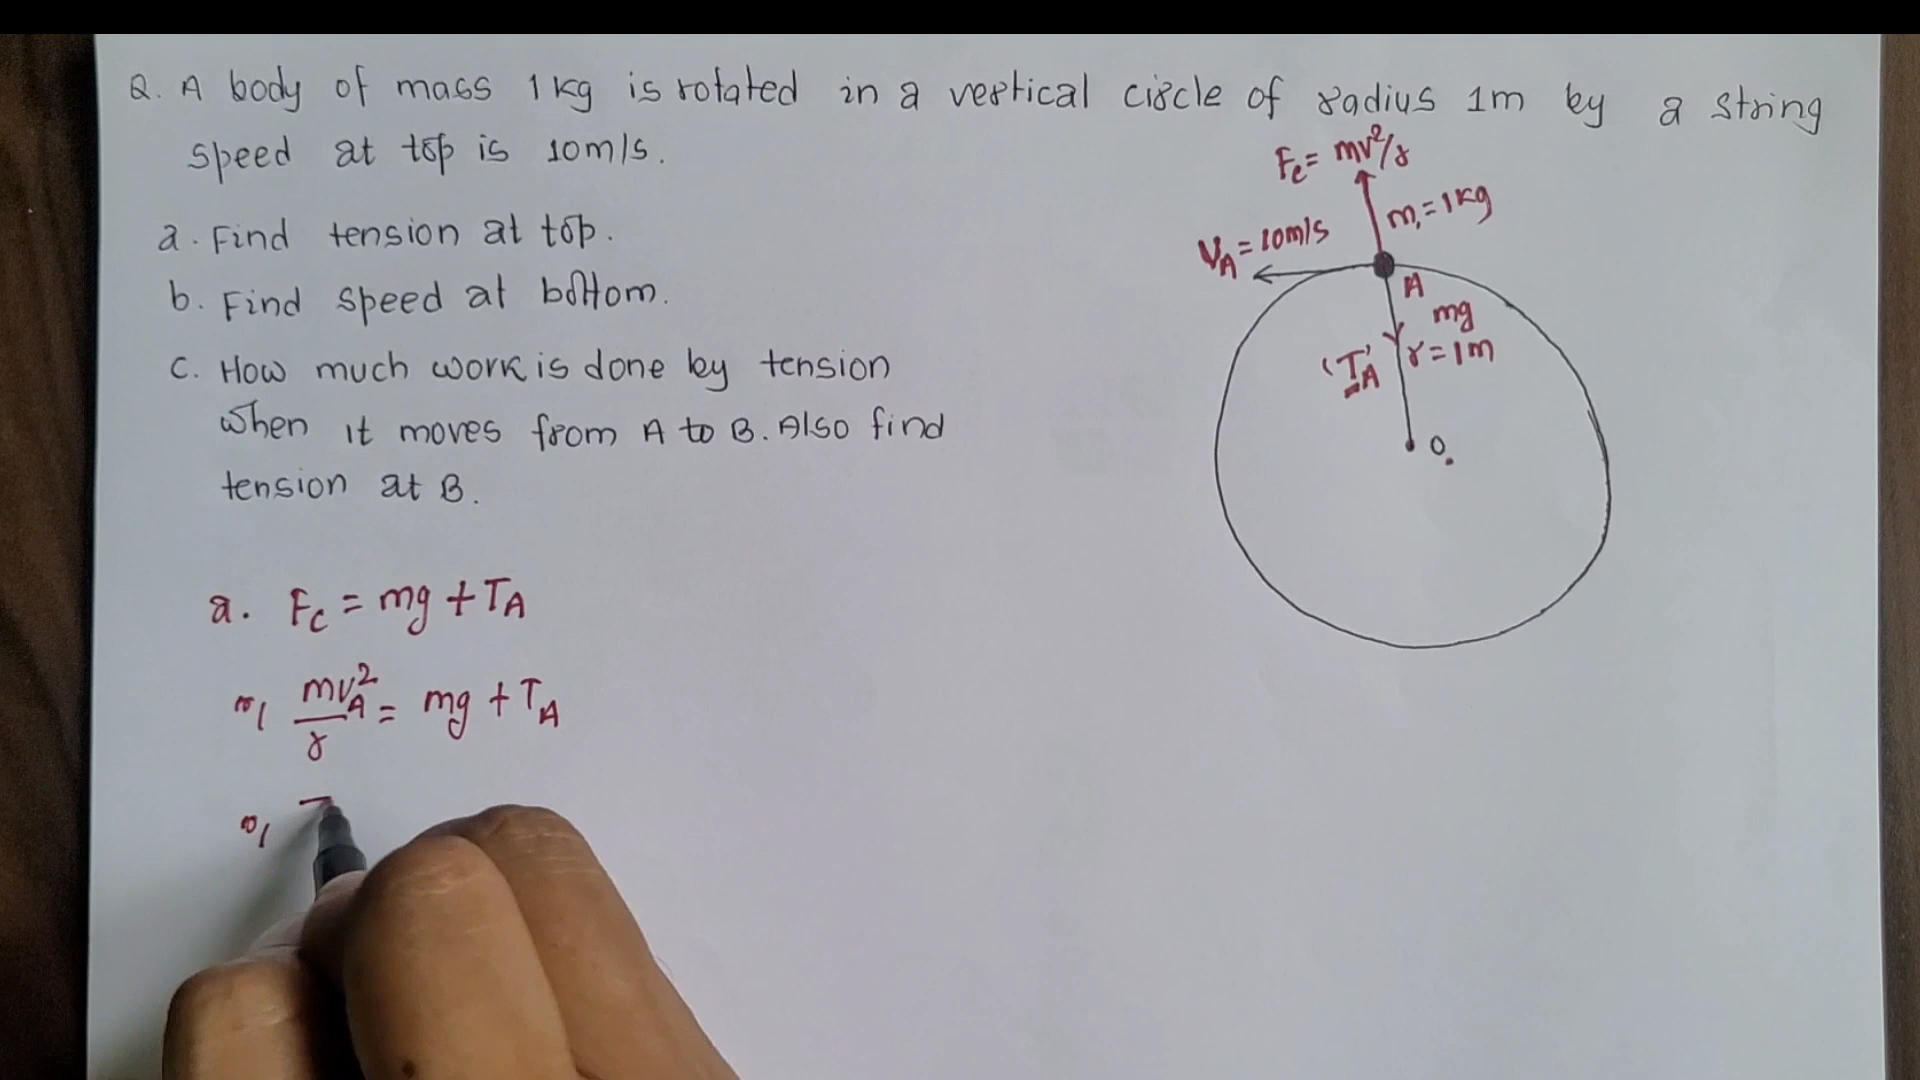 Q. A body of mass 1 kg is rotated in a vertical circle of radius 1m by a string
speed at top is 10m/s.
a. Find tension at top.
b. Find speed at bottom.
c. How much work is done by tension
when it moves from A to B. Also find
tension at B.
Fc = mv²/r
m = 1kg
VA = 10m/s
A
mg
'TA'
r = 1m
O
a. Fc = mg + TA
or, mvA²/r = mg + TA
or,